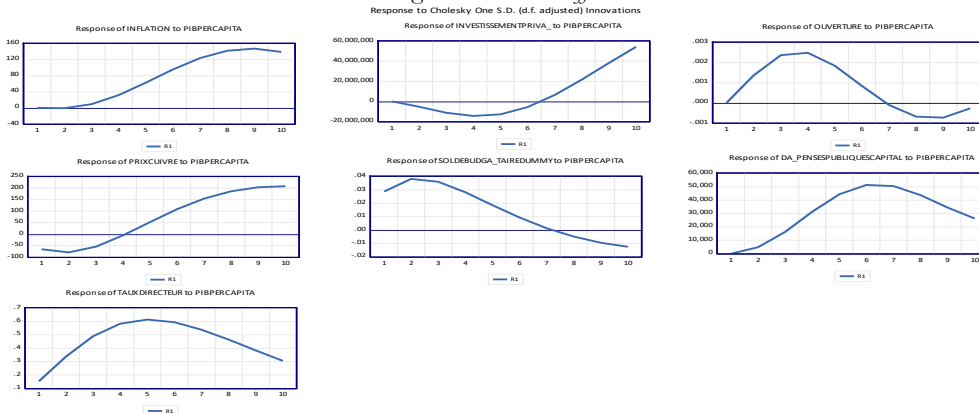 Response to Cholesky One S.D. (d.f. adjusted) Innovations
Response of INFLATION to PIBPERCAPITA
160
120
80
40
0
-40
1 2 3 4 5 6 7 8 9 10
R1
Response of INVESTISSEMENTPRIVA_ to PIBPERCAPITA
60,000,000
40,000,000
20,000,000
0
-20,000,000
1 2 3 4 5 6 7 8 9 10
R1
Response of OUVERTURE to PIBPERCAPITA
.003
.002
.001
.000
-.001
1 2 3 4 5 6 7 8 9 10
R1
Response of PRIXCUIVRE to PIBPERCAPITA
250
200
150
100
50
0
-50
-100
1 2 3 4 5 6 7 8 9 10
R1
Response of SOLDEBUDGA_TAIREDUMMY to PIBPERCAPITA
.04
.03
.02
.01
.00
-.01
-.02
1 2 3 4 5 6 7 8 9 10
R1
Response of DA_PENSESPUBLIQUESCAPITAL to PIBPERCAPITA
60,000
50,000
40,000
30,000
20,000
10,000
0
1 2 3 4 5 6 7 8 9 10
R1
Response of TAUXDIRECTEUR to PIBPERCAPITA
.7
.6
.5
.4
.3
.2
.1
1 2 3 4 5 6 7 8 9 10
R1